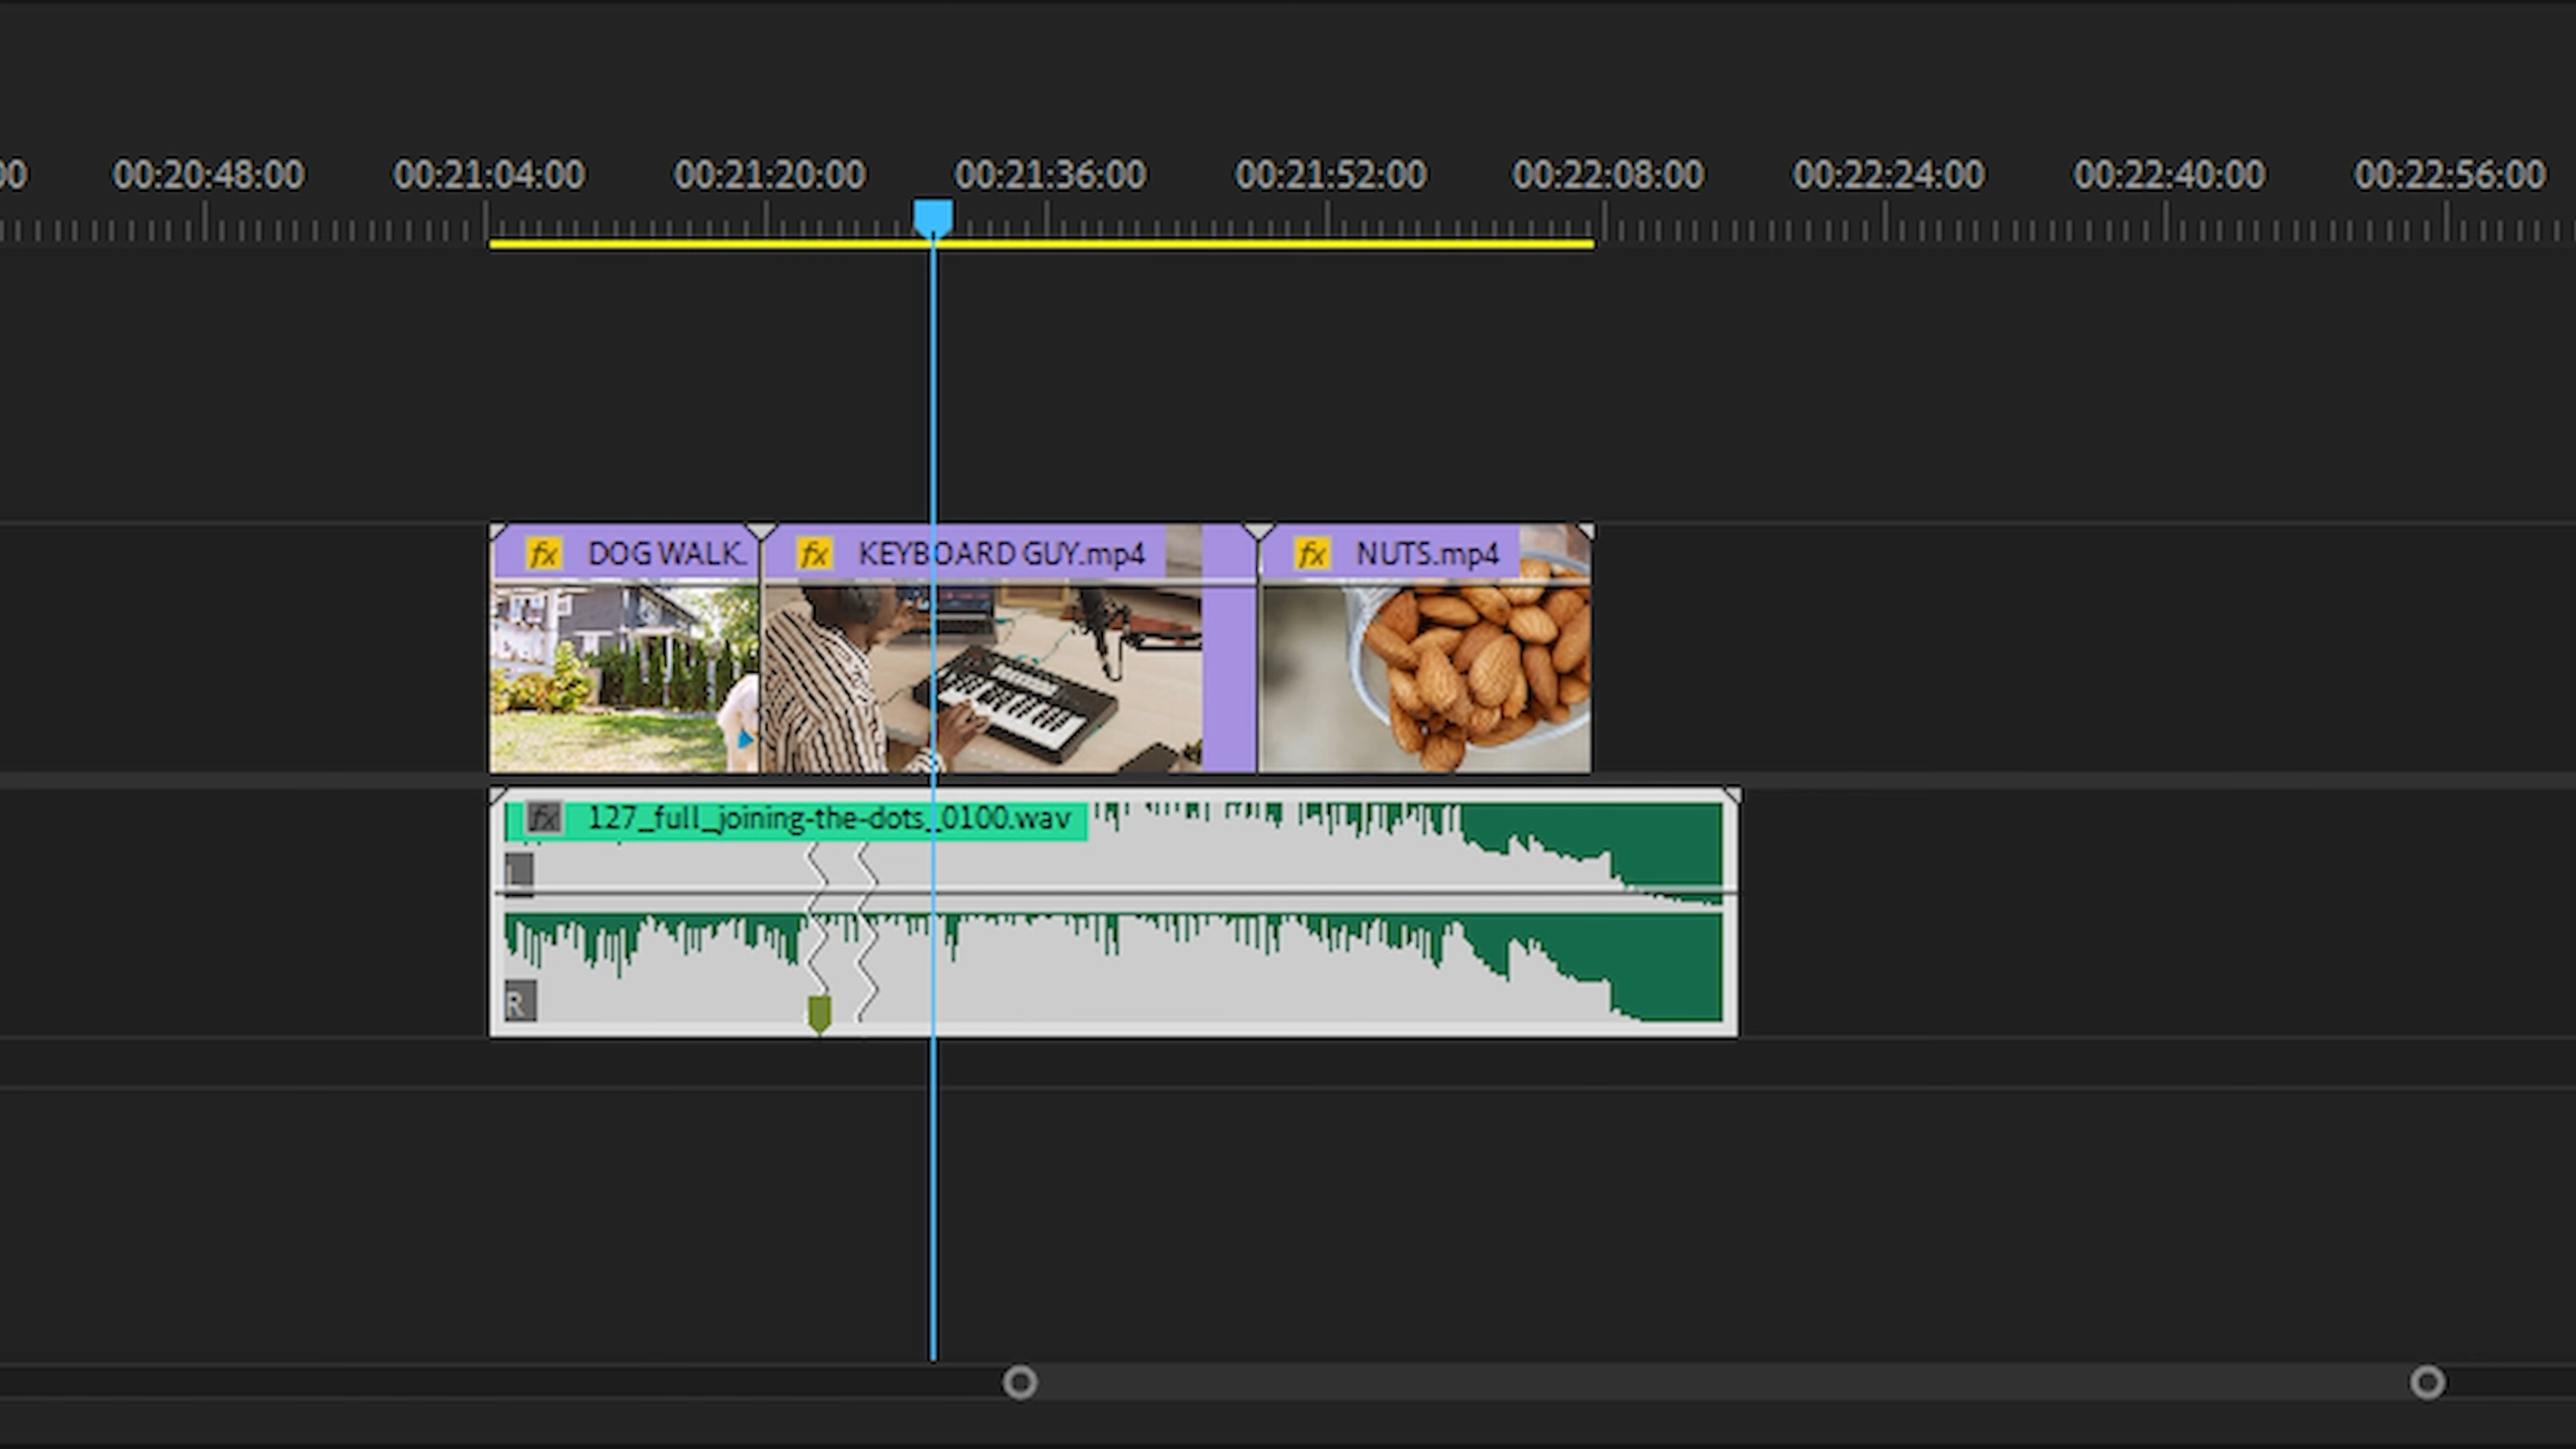 00 00:20:48:00 00:21:04:00 00:21:20:00 00:21:36:00 00:21:52:00 00:22:08:00 00:22:24:00 00:22:40:00 00:22:56:00
fx DOG WALK. fx KEYBOARD GUY.mp4 fx NUTS.mp4
fx 127_full_joining-the-dots_0100.wav
L
R